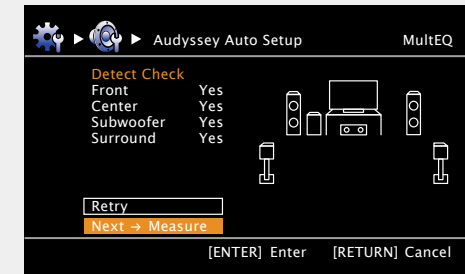 Audyssey Auto Setup MultEQ
Detect Check
Front Yes
Center Yes
Subwoofer Yes
Surround Yes
Retry
Next → Measure
[ENTER] Enter [RETURN] Cancel